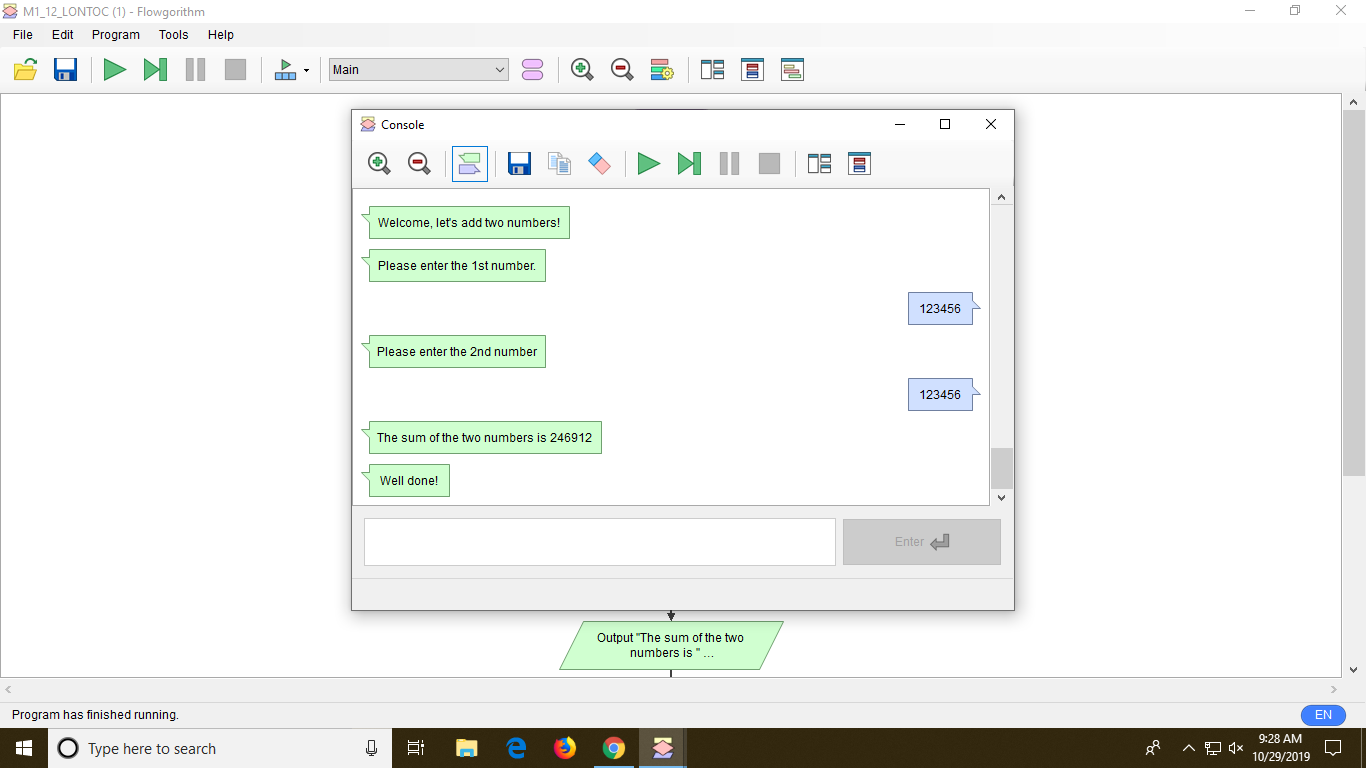 M1_12_LONTOC (1) - Flowgorithm
File Edit Program Tools Help
Main
Console
Welcome, let's add two numbers!
Please enter the 1st number.
123456
Please enter the 2nd number
123456
The sum of the two numbers is 246912
Well done!
Enter
Output "The sum of the two
numbers is " ...
Program has finished running.
EN
Type here to search
9:28 AM
10/29/2019